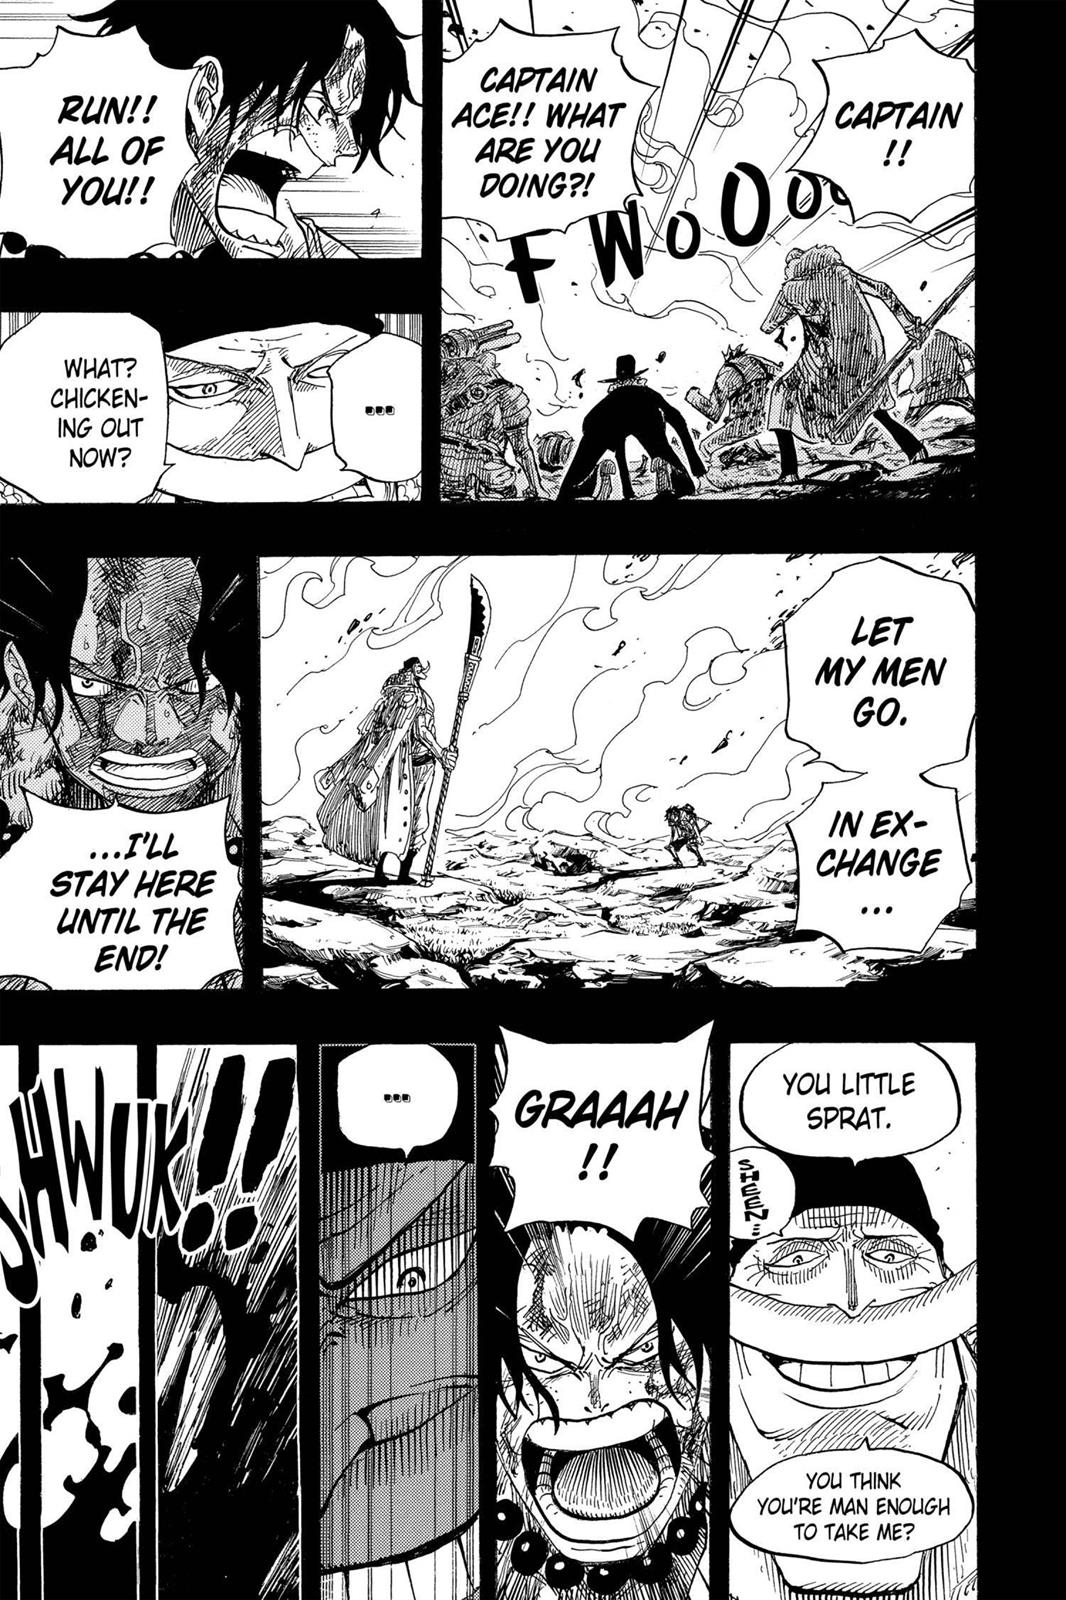 CAPTAIN
!!
CAPTAIN
ACE!! WHAT
ARE YOU
DOING?!
FWOOOO
RUN!!
ALL OF
YOU!!
...
WHAT?
CHICKEN-
ING OUT
NOW?
LET
MY MEN
GO.
IN EX-
CHANGE
...
...I'LL
STAY HERE
UNTIL THE
END!
YOU LITTLE
SPRAT.
SHEEN...
YOU THINK
YOU'RE MAN ENOUGH
TO TAKE ME?
GRAAAH
!!
...
SHWUK!!